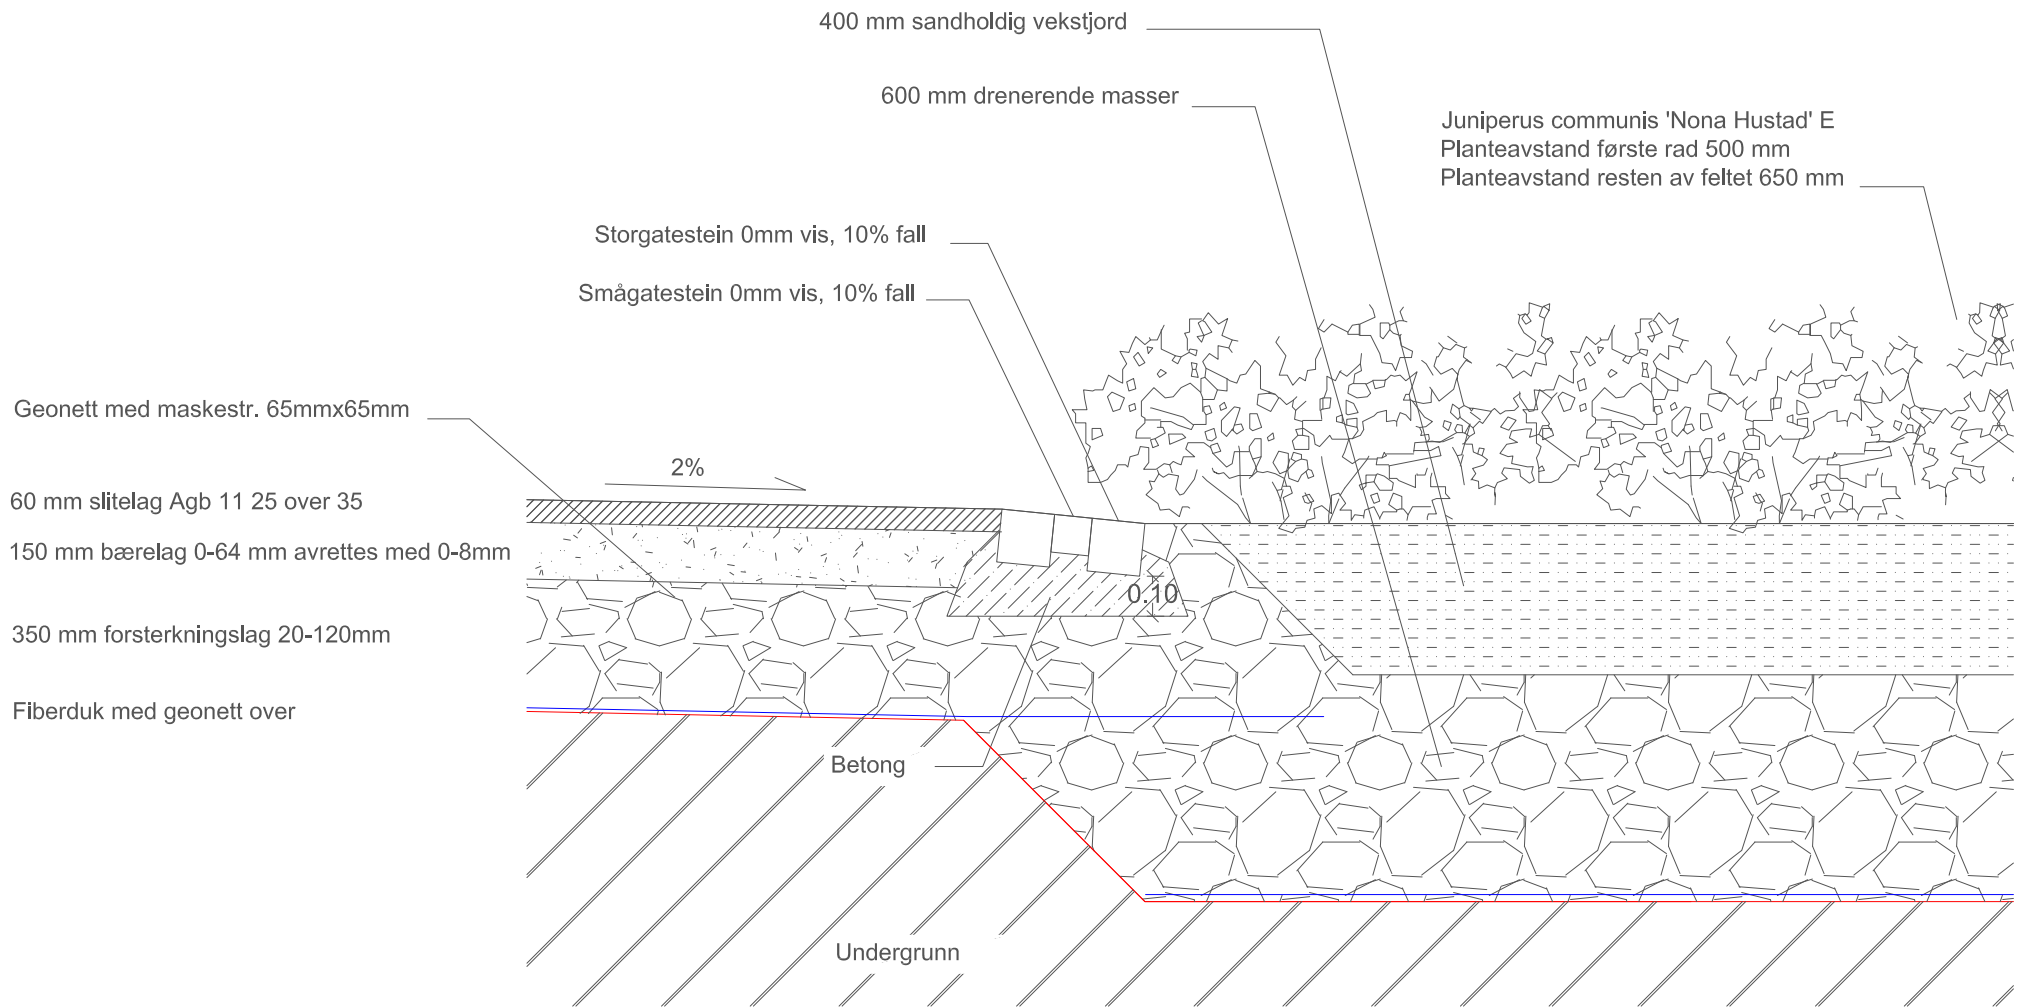 400 mm sandholdig vekstjord
600 mm drenerende masser
Juniperus communis 'Nona Hustad' E
Planteavstand første rad 500 mm
Planteavstand resten av feltet 650 mm
Storgatestein 0mm vis, 10% fall
Smågatestein 0mm vis, 10% fall
Geonett med maskestr. 65mmx65mm
2%
60 mm slitelag Agb 11 25 over 35
150 mm bærelag 0-64 mm avrettes med 0-8mm
0.10
350 mm forsterkningslag 20-120mm
Fiberduk med geonett over
Betong
Undergrunn